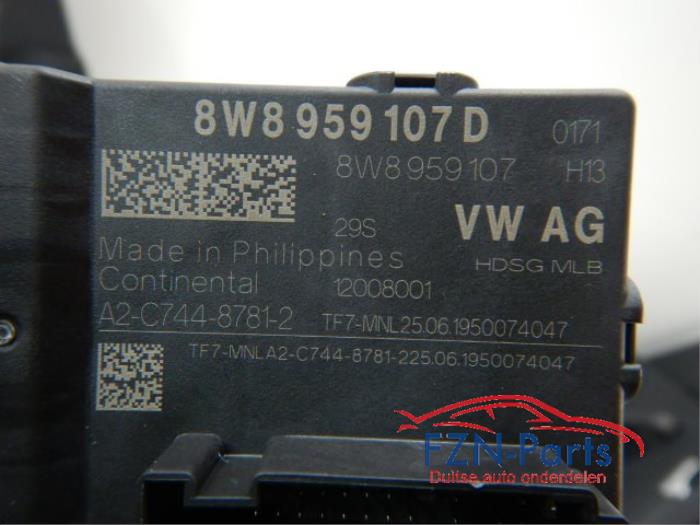 8W8 959 107 D 0171
8W8 959 107 H13
29S VW AG
Made in Philippines HDSG MLB
Continental 12008001
A2-C744-8781-2 TF7-MNL25.06.1950074047
TF7-MNLA2-C744-8781-225.06.1950074047
FZN-Parts
Duitse auto onderdelen